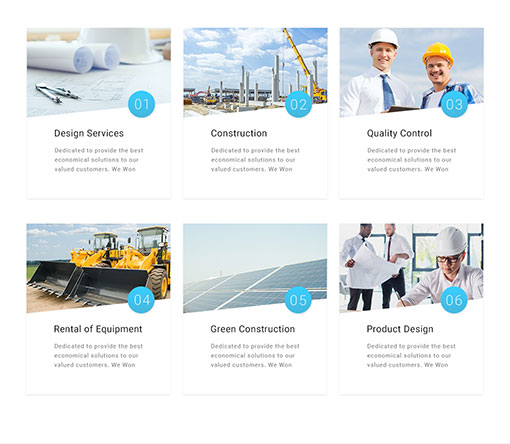 01
Design Services
Dedicated to provide the best
economical solutions to our
valued customers. We Won
02
Construction
Dedicated to provide the best
economical solutions to our
valued customers. We Won
03
Quality Control
Dedicated to provide the best
economical solutions to our
valued customers. We Won
04
Rental of Equipment
Dedicated to provide the best
economical solutions to our
valued customers. We Won
05
Green Construction
Dedicated to provide the best
economical solutions to our
valued customers. We Won
06
Product Design
Dedicated to provide the best
economical solutions to our
valued customers. We Won